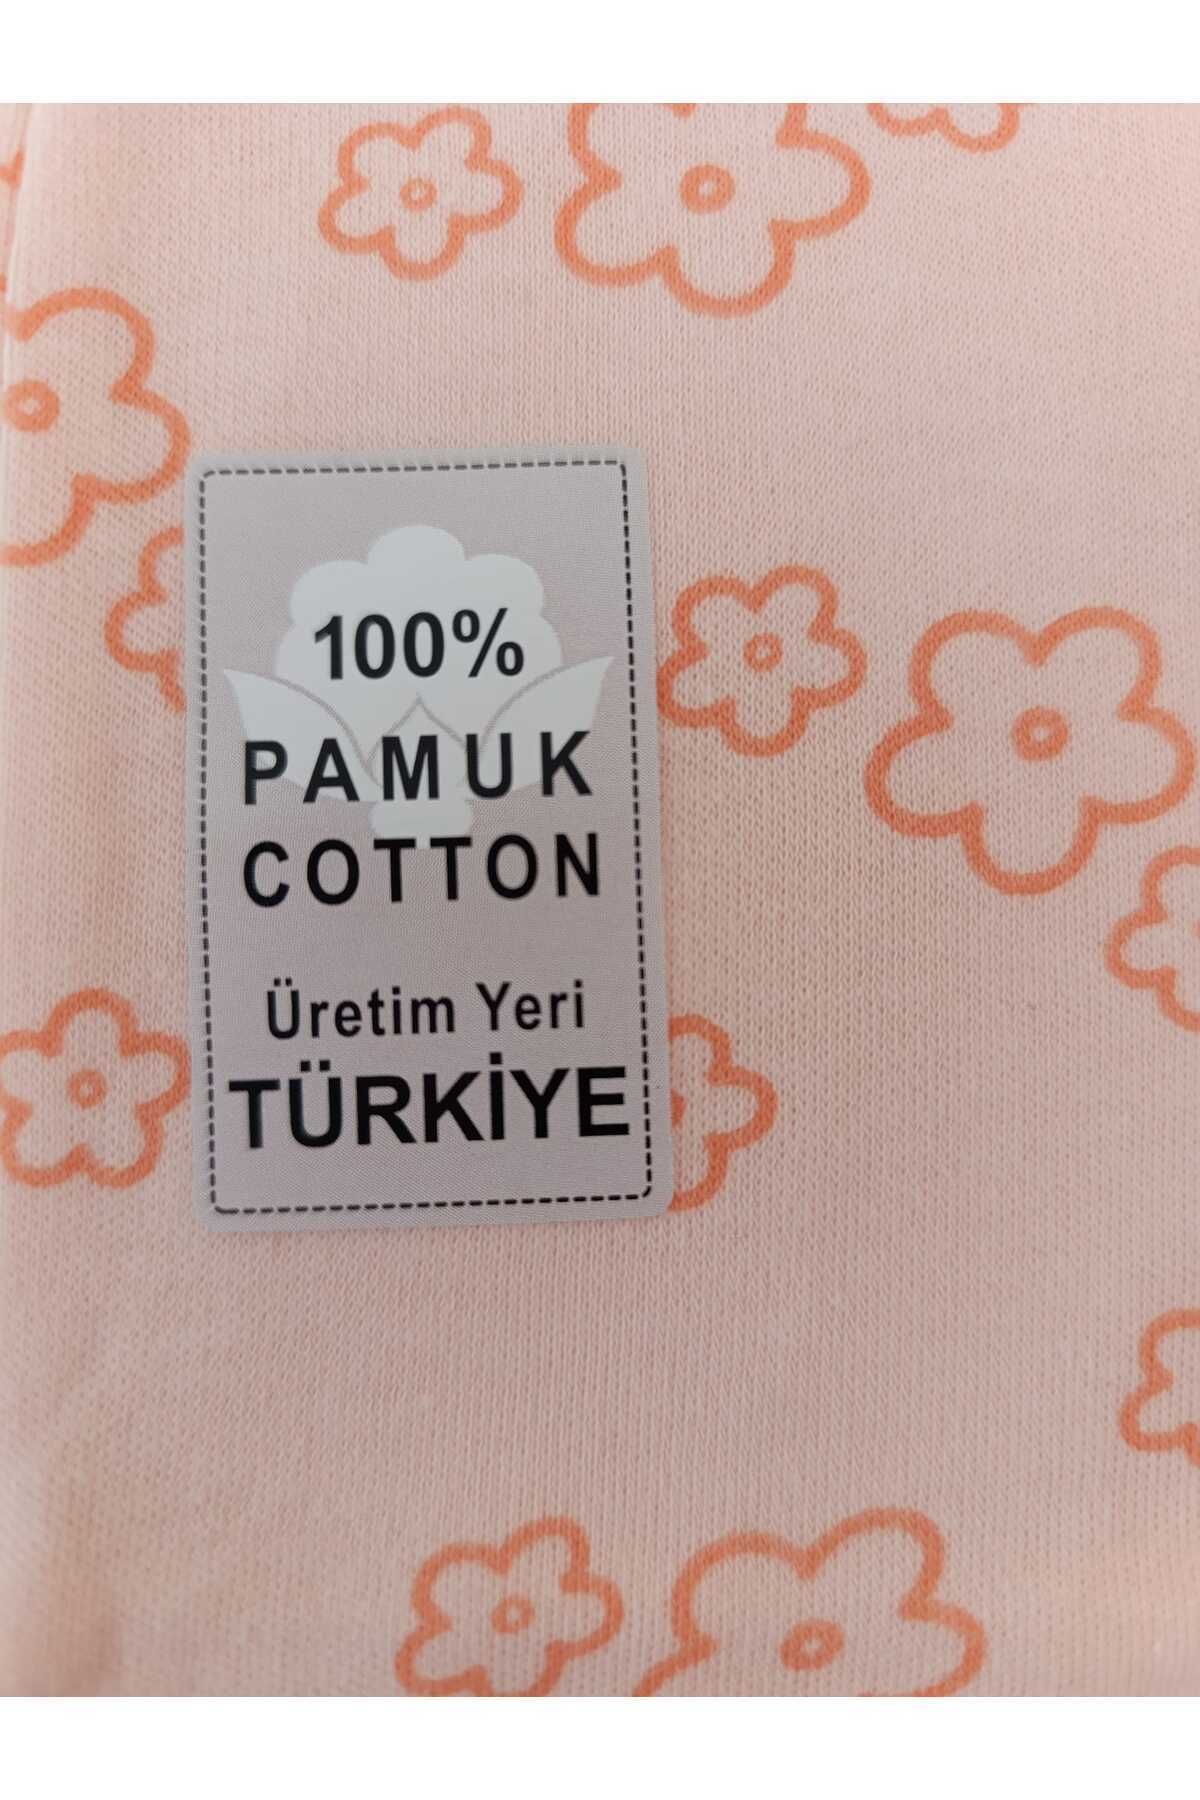 100%
PAMUK
COTTON
Üretim Yeri
TÜRKİYE